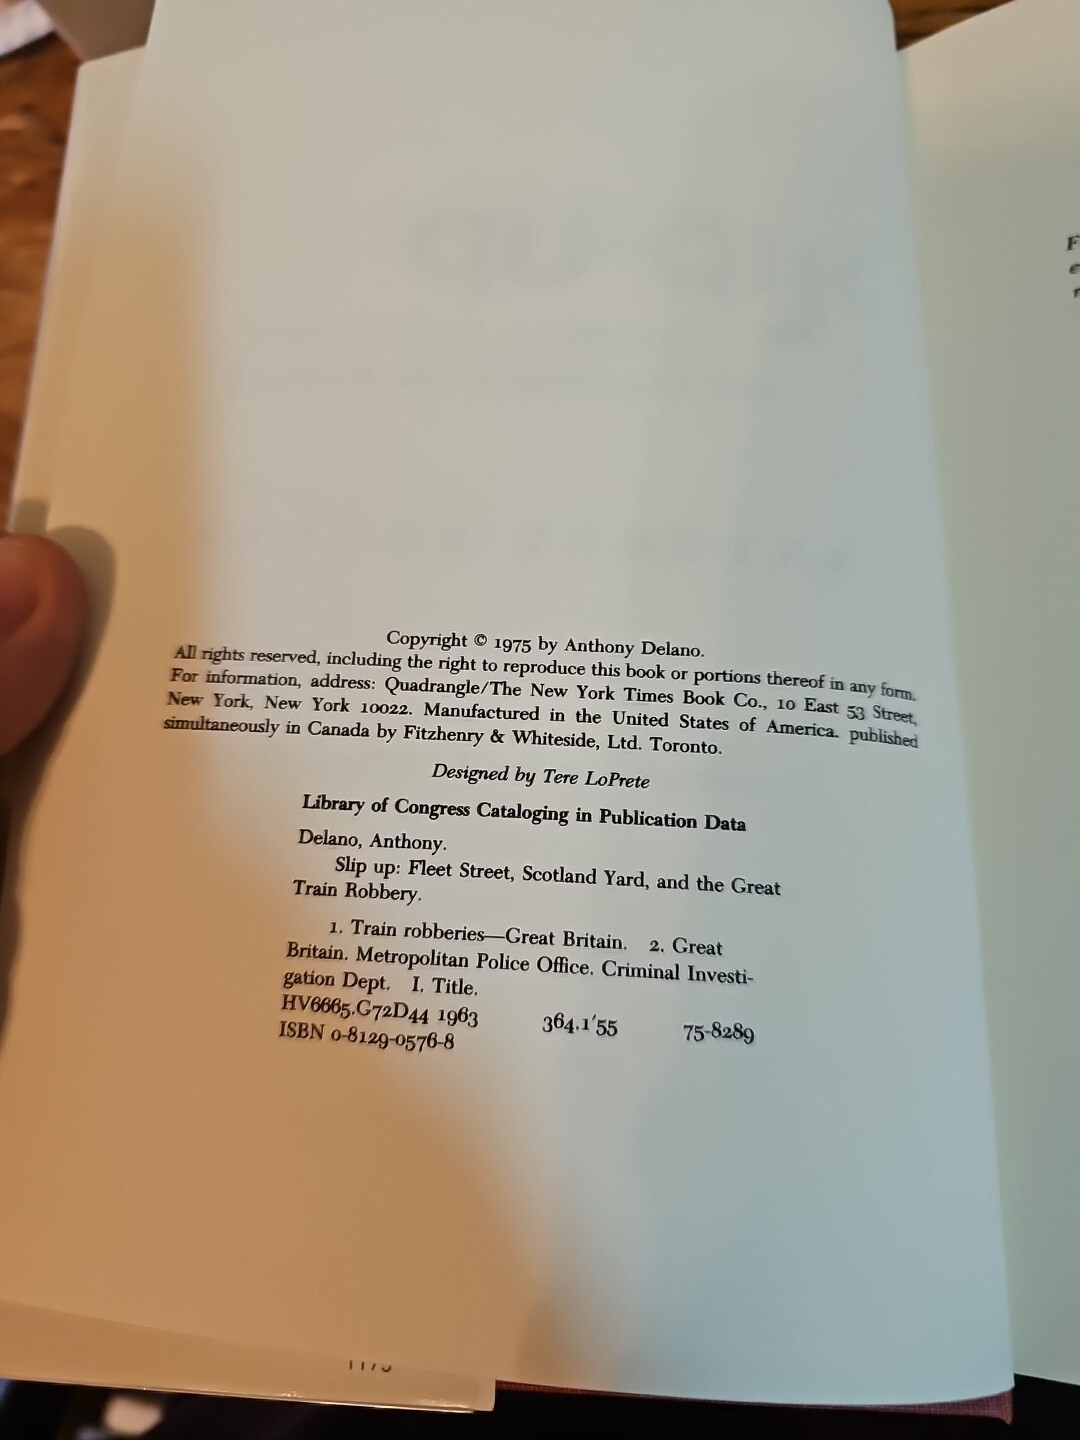 Copyright © 1975 by Anthony Delano.
All rights reserved, including the right to reproduce this book or portions thereof in any form.
For information, address: Quadrangle/The New York Times Book Co., 10 East 53 Street,
New York, New York 10022. Manufactured in the United States of America. published
simultaneously in Canada by Fitzhenry & Whiteside, Ltd. Toronto.
Designed by Tere LoPrete
Library of Congress Cataloging in Publication Data
Delano, Anthony.
Slip up: Fleet Street, Scotland Yard, and the Great
Train Robbery.
1. Train robberies—Great Britain. 2. Great
Britain. Metropolitan Police Office. Criminal Investi-
gation Dept. I. Title.
HV6665.G72D44 1963 364.1'55 75-8289
ISBN 0-8129-0576-8